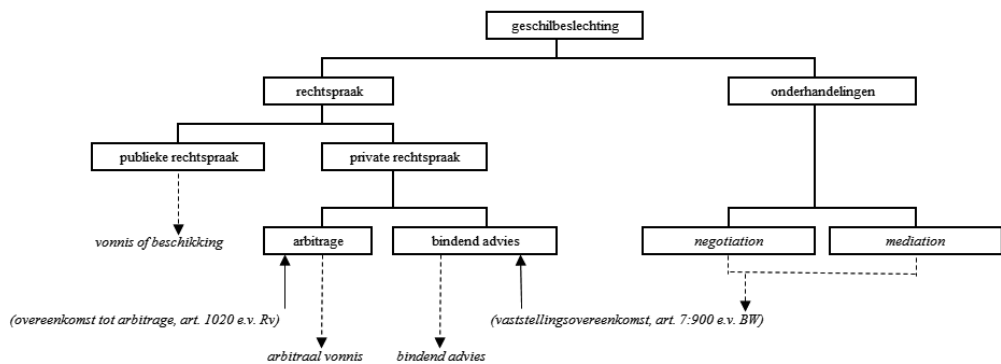 geschilbeslechting
rechtspraak
onderhandelingen
publieke rechtspraak
private rechtspraak
vonnis of beschikking
arbitrage
bindend advies
negotiation
mediation
(overeenkomst tot arbitrage, art. 1020 e.v. Rv)
(vaststellingsovereenkomst, art. 7:900 e.v. BW)
arbitraal vonnis
bindend advies